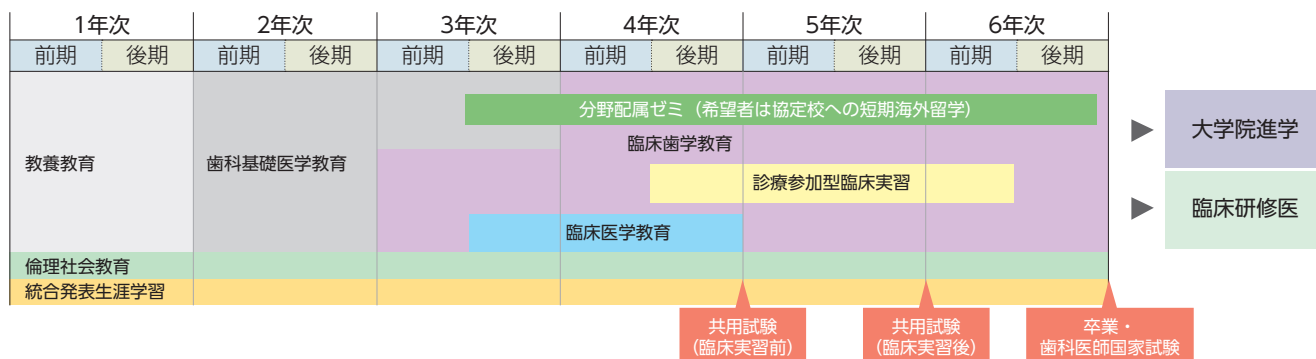 1年次
2年次
3年次
4年次
5年次
6年次
前期
後期
前期
後期
前期
後期
前期
後期
前期
後期
前期
後期
分野配属ゼミ（希望者は協定校への短期海外留学）
臨床歯学教育
教養教育
歯科基礎医学教育
診療参加型臨床実習
臨床医学教育
倫理社会教育
統合発表生涯学習
大学院進学
臨床研修医
共用試験
（臨床実習前）
共用試験
（臨床実習後）
卒業・
歯科医師国家試験